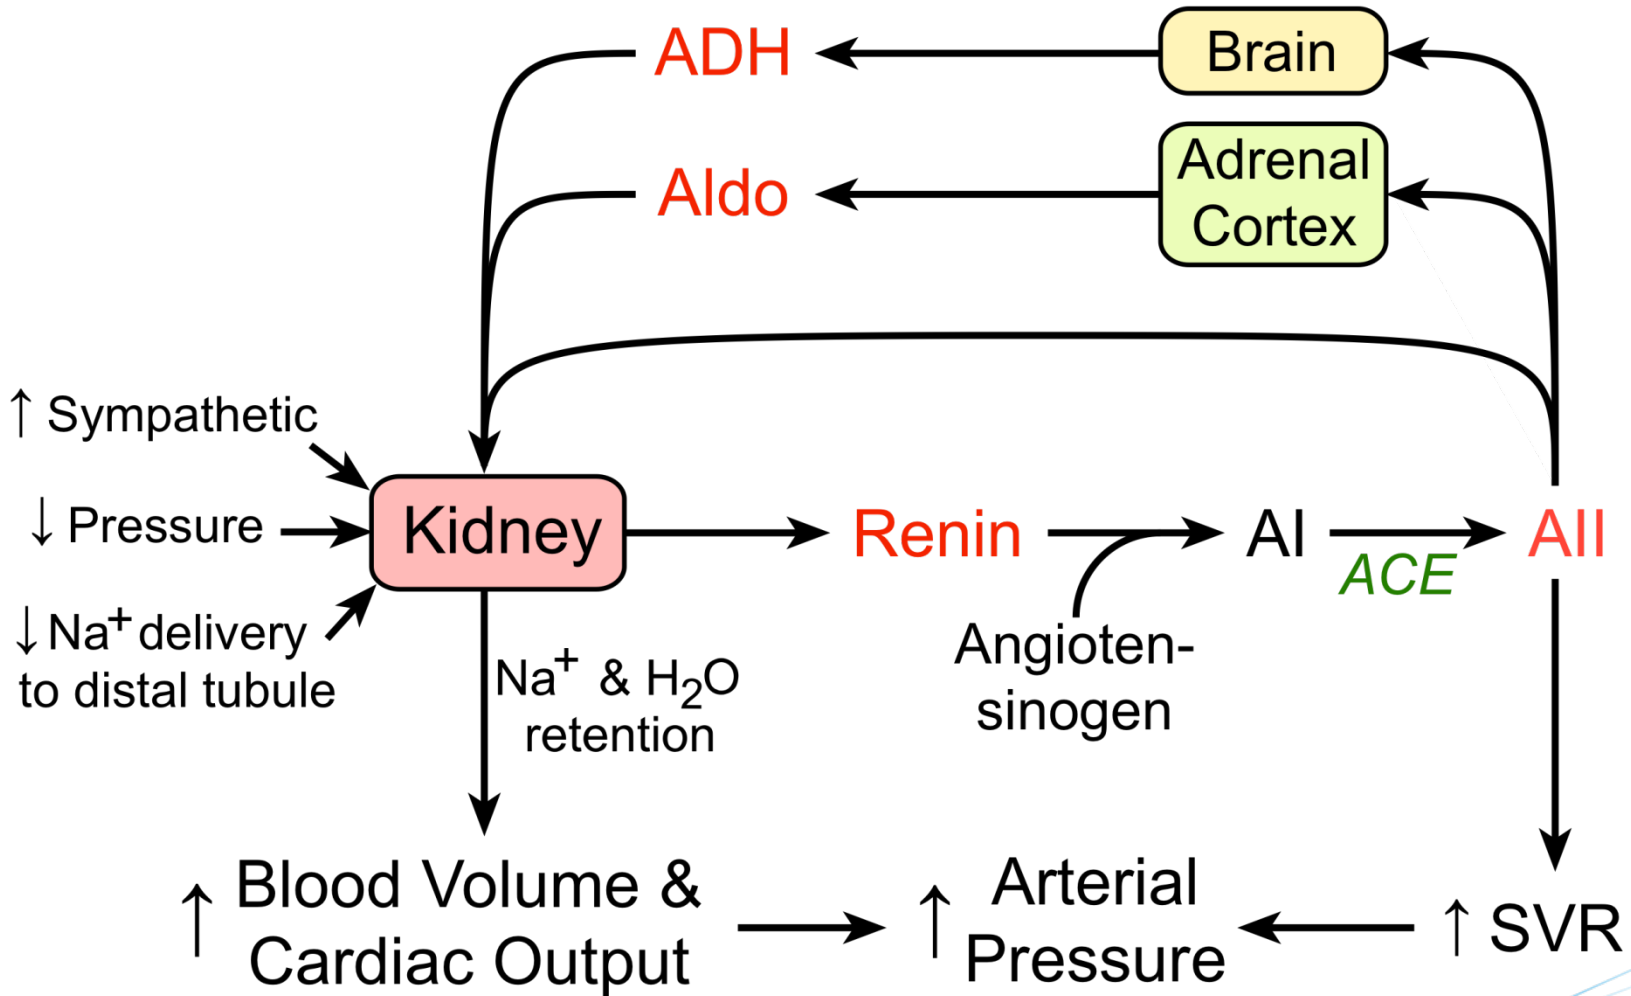 ADH
Brain
Aldo
Adrenal
Cortex
↑ Sympathetic
↓ Pressure
↓ Na⁺ delivery
to distal tubule
Kidney
Renin
AI
ACE
AII
Angioten-
sinogen
Na⁺ & H₂O
retention
↑ Blood Volume &
Cardiac Output
↑ Arterial
Pressure
↑ SVR